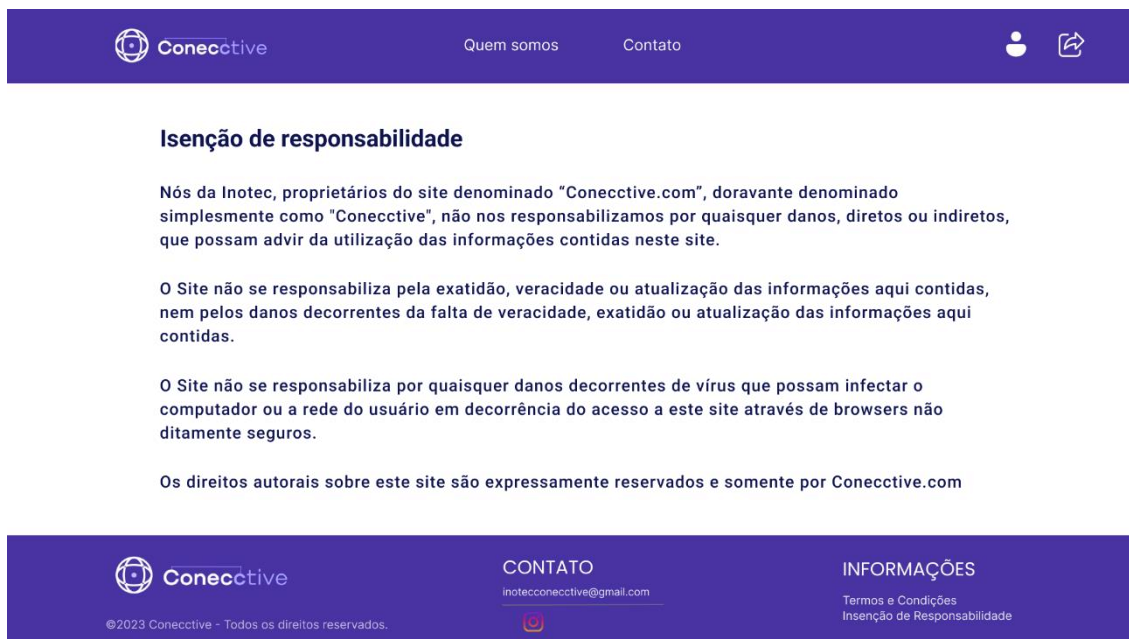 Conecctive
Quem somos
Contato
Isenção de responsabilidade
Nós da Inotec, proprietários do site denominado “Conecctive.com”, doravante denominado
simplesmente como "Conecctive", não nos responsabilizamos por quaisquer danos, diretos ou indiretos,
que possam advir da utilização das informações contidas neste site.
O Site não se responsabiliza pela exatidão, veracidade ou atualização das informações aqui contidas,
nem pelos danos decorrentes da falta de veracidade, exatidão ou atualização das informações aqui
contidas.
O Site não se responsabiliza por quaisquer danos decorrentes de vírus que possam infectar o
computador ou a rede do usuário em decorrência do acesso a este site através de browsers não
ditamente seguros.
Os direitos autorais sobre este site são expressamente reservados e somente por Conecctive.com
Conecctive
©2023 Conecctive - Todos os direitos reservados.
CONTATO
inotecconecctive@gmail.com
INFORMAÇÕES
Termos e Condições
Insenção de Responsabilidade